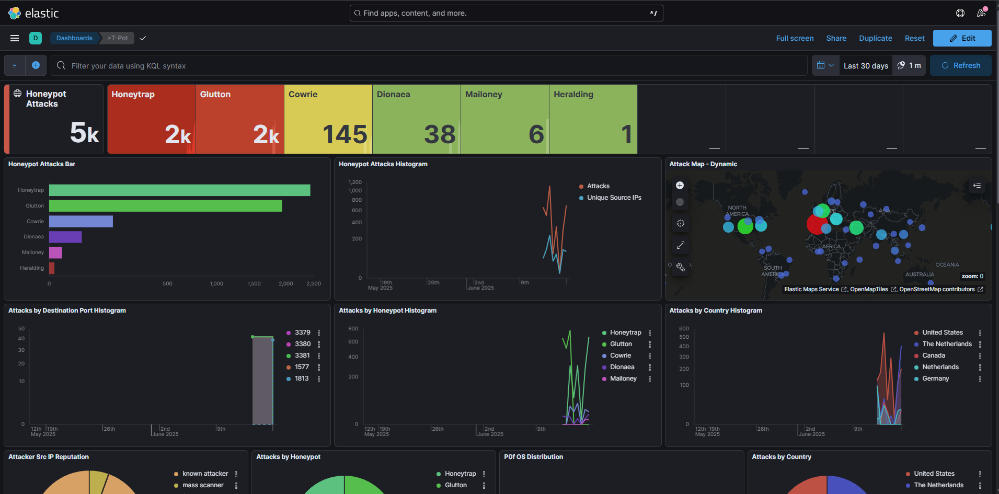 elastic
Find apps, content, and more.
^/
D
Dashboards
>T-Pot
Full screen
Share
Duplicate
Reset
Edit
Filter your data using KQL syntax
Last 30 days
1 m
Refresh
Honeypot
Attacks
5k
Honeytrap
2k
Glutton
2k
Cowrie
145
Dionaea
38
Mailoney
6
Heralding
1
Honeypot Attacks Bar
Honeytrap
Glutton
Cowrie
Dionaea
Mailoney
Heralding
0 500 1,000 1,500 2,000 2,500
Honeypot Attacks Histogram
1,200
1,000
800
600
400
200
0
19th 26th 2nd 9th
May 2025 June 2025
Attacks
Unique Source IPs
Attack Map - Dynamic
NORTH
AMERICA
ASIA
AFRICA
SOUTH
AMERICA
OCEANIA
AUSTRALIA
zoom: 0
Elastic Maps Service , OpenMapTiles , OpenStreetMap contributors
Attacks by Destination Port Histogram
50
40
30
20
10
0
12th 19th 26th 2nd 9th
May 2025 June 2025
3379
3380
3381
1577
1813
Attacks by Honeypot Histogram
800
600
400
200
0
12th 19th 26th 2nd 9th
May 2025 June 2025
Honeytrap
Glutton
Cowrie
Dionaea
Mailoney
Attacks by Country Histogram
600
500
400
300
200
100
0
12th 19th 26th 2nd 9th
May 2025 June 2025
United States
The Netherlands
Canada
Netherlands
Germany
Attacker Src IP Reputation
known attacker
mass scanner
Attacks by Honeypot
Honeytrap
Glutton
P0f OS Distribution
Attacks by Country
United States
The Netherlands